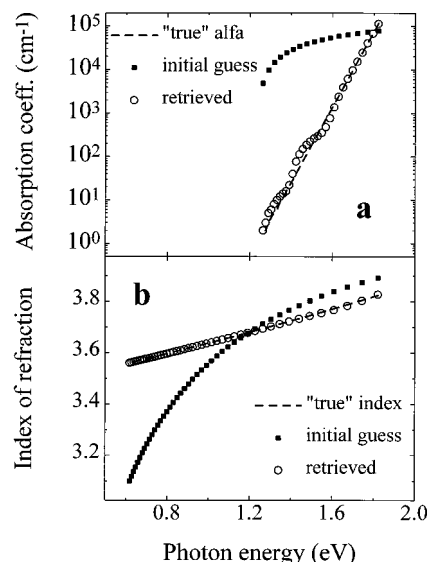 Absorption coeff. (cm⁻¹)
10⁵
10⁴
10³
10²
10¹
10⁰
"true" alfa
initial guess
retrieved
a
Index of refraction
3.8
3.6
3.4
3.2
b
"true" index
initial guess
retrieved
0.8 1.2 1.6 2.0
Photon energy (eV)